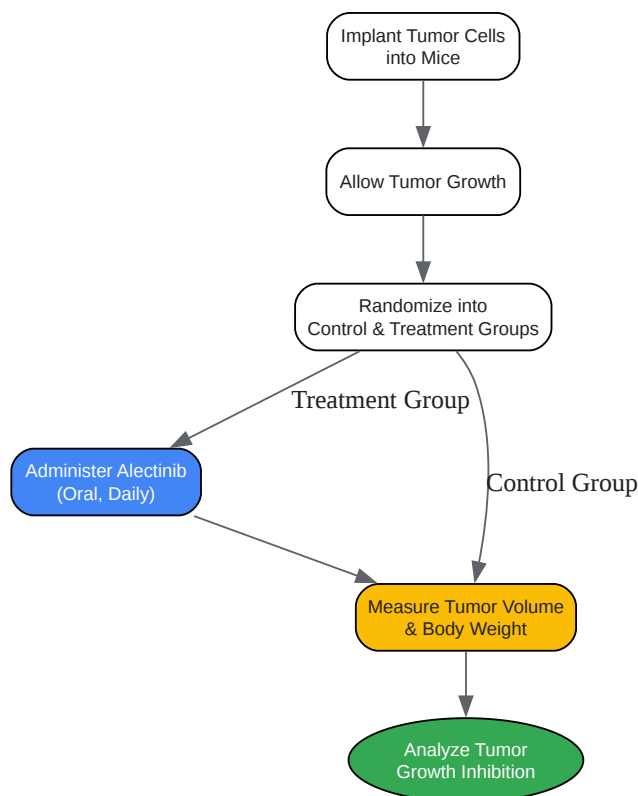 Implant Tumor Cells
into Mice
Allow Tumor Growth
Randomize into
Control & Treatment Groups
Treatment Group
Administer Alectinib
(Oral, Daily)
Control Group
Measure Tumor Volume
& Body Weight
Analyze Tumor
Growth Inhibition